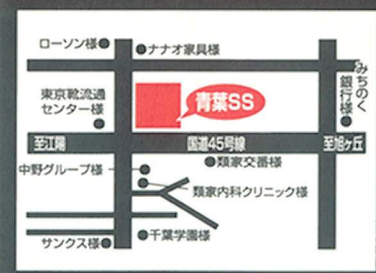 ローソン様
ナナオ家具様
みちのく
銀行様
東京靴流通
センター様
青葉SS
至江陽
国道45号線
至旭ヶ丘
中野グループ様
類家交番様
類家内科クリニック様
サンクス様
千葉学園様